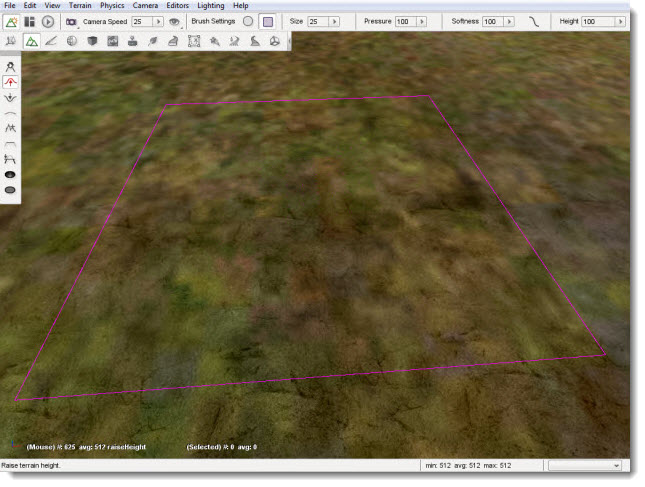 File Edit View Terrain Physics Camera Editors Lighting Help
Camera Speed 25 Brush Settings Size 25 Pressure 100 Softness 100 Height 100
(Mouse) #: 625 avg: 512 raiseHeight (Selected) #: 0 avg: 0
Raise terrain height. min: 512 avg: 512 max: 512